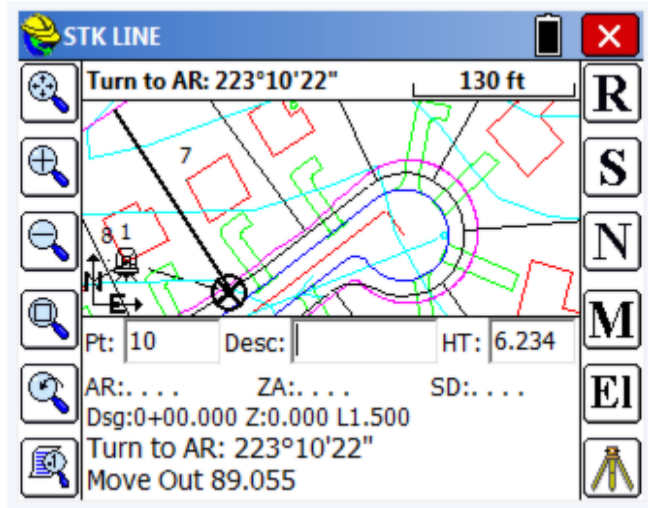 STK LINE
Turn to AR: 223°10'22" 130 ft
R
7
S
8 1
N
N
E
M
Pt: 10 Desc: HT: 6.234
AR:. . . . ZA:. . . . SD:. . . .
El
Dsg:0+00.000 Z:0.000 L1.500
Turn to AR: 223°10'22"
Move Out 89.055